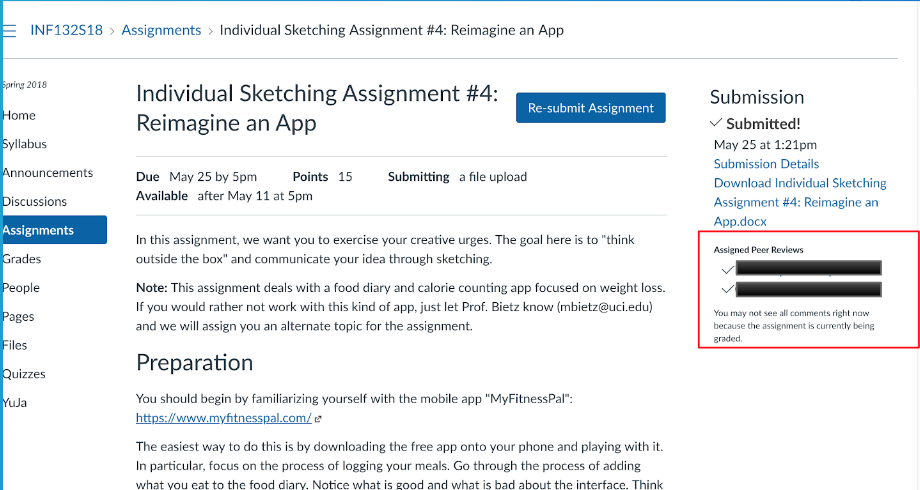 INF132S18 › Assignments › Individual Sketching Assignment #4: Reimagine an App
Spring 2018
Home
Syllabus
Announcements
Discussions
Assignments
Grades
People
Pages
Files
Quizzes
YuJa
Individual Sketching Assignment #4:
Reimagine an App
Re-submit Assignment
Due May 25 by 5pm Points 15 Submitting a file upload
Available after May 11 at 5pm
In this assignment, we want you to exercise your creative urges. The goal here is to "think
outside the box" and communicate your idea through sketching.
Note: This assignment deals with a food diary and calorie counting app focused on weight loss.
If you would rather not work with this kind of app, just let Prof. Bietz know (mbietz@uci.edu)
and we will assign you an alternate topic for the assignment.
Preparation
You should begin by familiarizing yourself with the mobile app "MyFitnessPal":
https://www.myfitnesspal.com/
The easiest way to do this is by downloading the free app onto your phone and playing with it.
In particular, focus on the process of logging your meals. Go through the process of adding
what you eat to the food diary. Notice what is good and what is bad about the interface. Think
Submission
Submitted!
May 25 at 1:21pm
Submission Details
Download Individual Sketching
Assignment #4: Reimagine an
App.docx
Assigned Peer Reviews
You may not see all comments right now
because the assignment is currently being
graded.